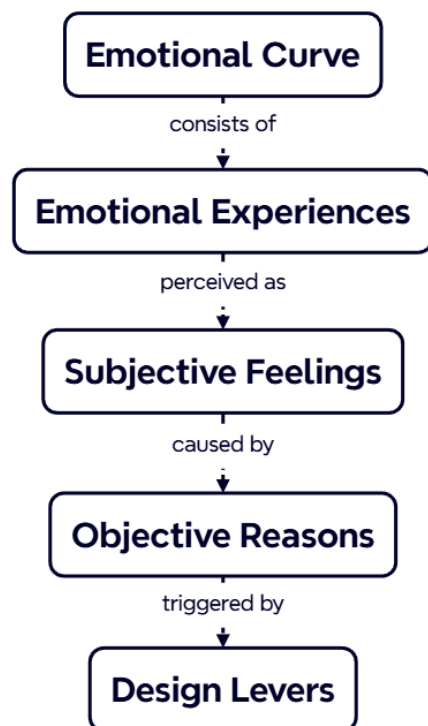 Emotional Curve
consists of
Emotional Experiences
perceived as
Subjective Feelings
caused by
Objective Reasons
triggered by
Design Levers